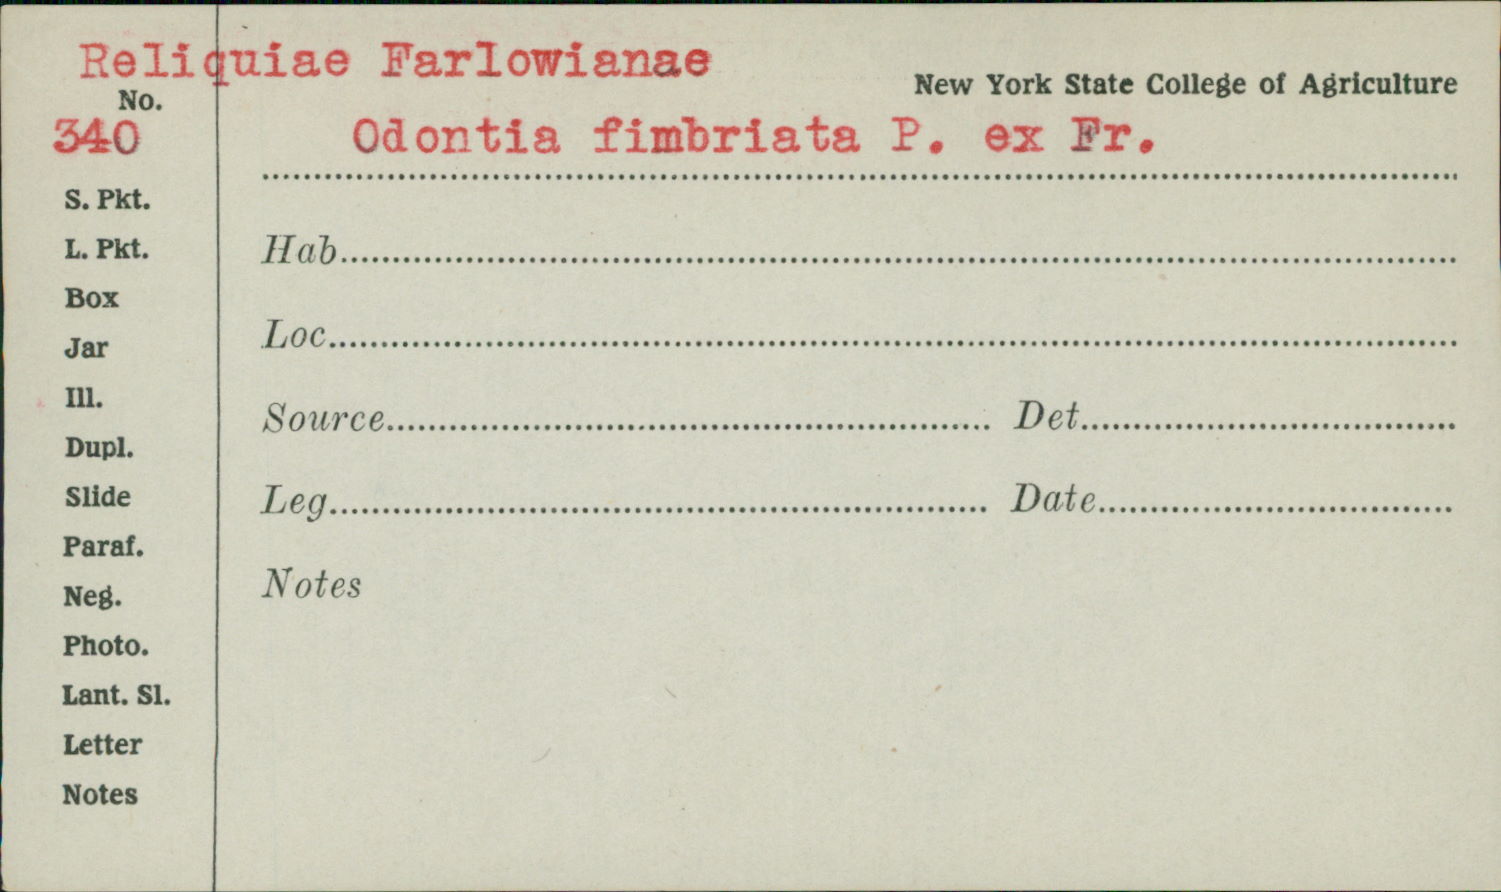 Reliquiae Farlowianae
New York State College of Agriculture
No.
340
Odontia fimbriata P. ex Fr.
S. Pkt.
L. Pkt.
Box
Jar
Ill.
Dupl.
Slide
Paraf.
Neg.
Photo.
Lant. Sl.
Letter
Notes
Hab.
Loc.
Source Det.
Leg. Date
Notes